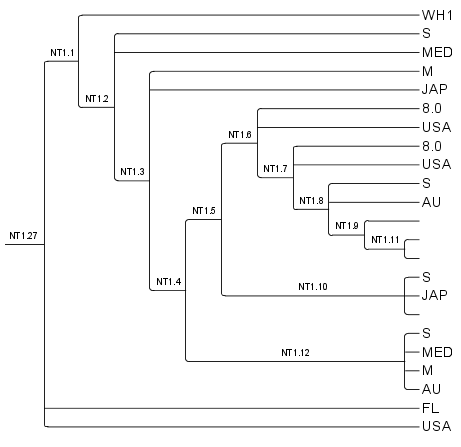 WH1
S
NT1.1
MED
M
JAP
NT1.2
8.0
USA
NT1.6
8.0
USA
NT1.3
NT1.7
S
AU
NT1.8
NT1.5
NT1.9
NT1.27
NT1.11
S
NT1.4
NT1.10
JAP
S
MED
NT1.12
M
AU
FL
USA